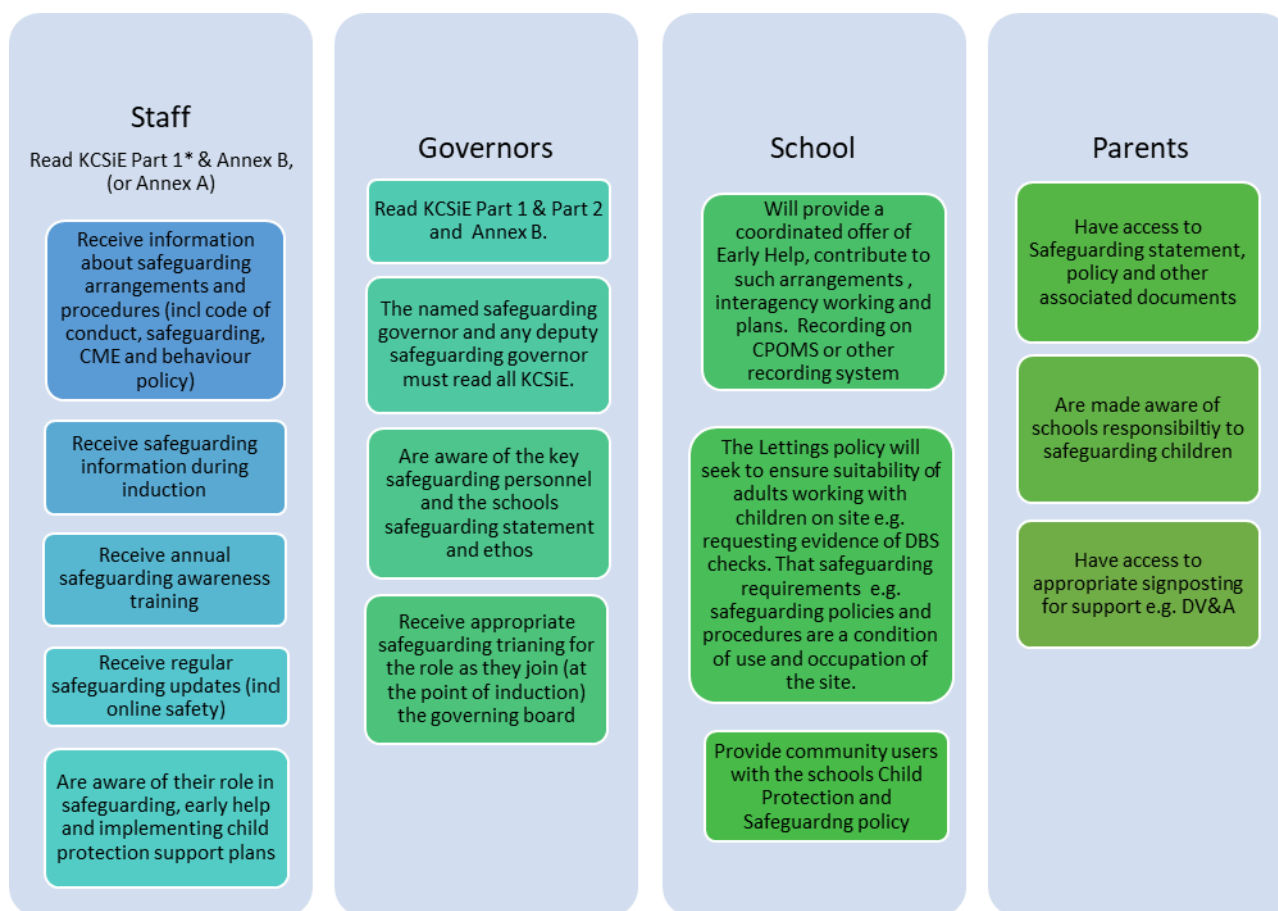 Staff
Read KCSiE Part 1* & Annex B,
(or Annex A)
Receive information
about safeguarding
arrangements and
procedures (incl code of
conduct, safeguarding,
CME and behaviour
policy)
Receive safeguarding
information during
induction
Receive annual
safeguarding awareness
training
Receive regular
safeguarding updates (incl
online safety)
Are aware of their role in
safeguarding, early help
and implementing child
protection support plans
Governors
Read KCSiE Part 1 & Part 2
and Annex B.
The named safeguarding
governor and any deputy
safeguarding governor
must read all KCSiE.
Are aware of the key
safeguarding personnel
and the schools
safeguarding statement
and ethos
Receive appropriate
safeguarding trianing for
the role as they join (at
the point of induction)
the governing board
School
Will provide a
coordinated offer of
Early Help, contribute to
such arrangements ,
interagency working and
plans. Recording on
CPOMS or other
recording system
The Lettings policy will
seek to ensure suitability of
adults working with
children on site e.g.
requesting evidence of DBS
checks. That safeguarding
requirements e.g.
safeguarding policies and
procedures are a condition
of use and occupation of
the site.
Provide community users
with the schools Child
Protection and
Safeguardng policy
Parents
Have access to
Safeguarding statement,
policy and other
associated documents
Are made aware of
schools responsibiltiy to
safeguarding children
Have access to
appropriate signposting
for support e.g. DV&A